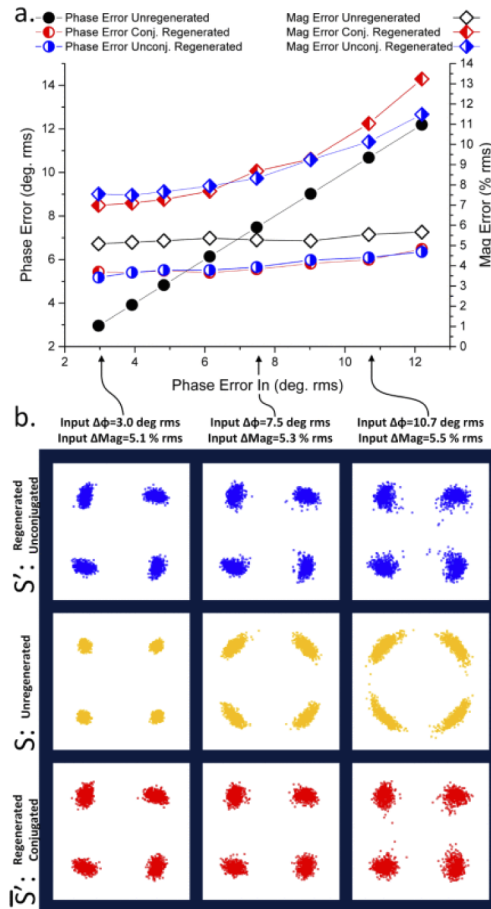 a.
Phase Error Unregenerated
Phase Error Conj. Regenerated
Phase Error Unconj. Regenerated
Mag Error Unregenerated
Mag Error Conj. Regenerated
Mag Error Unconj. Regenerated
14
12
10
8
6
4
2
Phase Error (deg. rms)
14
13
12
11
10
9
8
7
6
5
4
3
2
1
0
Mag Error (% rms)
2 4 6 8 10 12
Phase Error In (deg. rms)
b.
Input Δϕ=3.0 deg rms
Input ΔMag=5.1 % rms
Input Δϕ=7.5 deg rms
Input ΔMag=5.3 % rms
Input Δϕ=10.7 deg rms
Input ΔMag=5.5 % rms
S': Regenerated
Unconjugated
S: Unregenerated
S̅': Regenerated
Conjugated